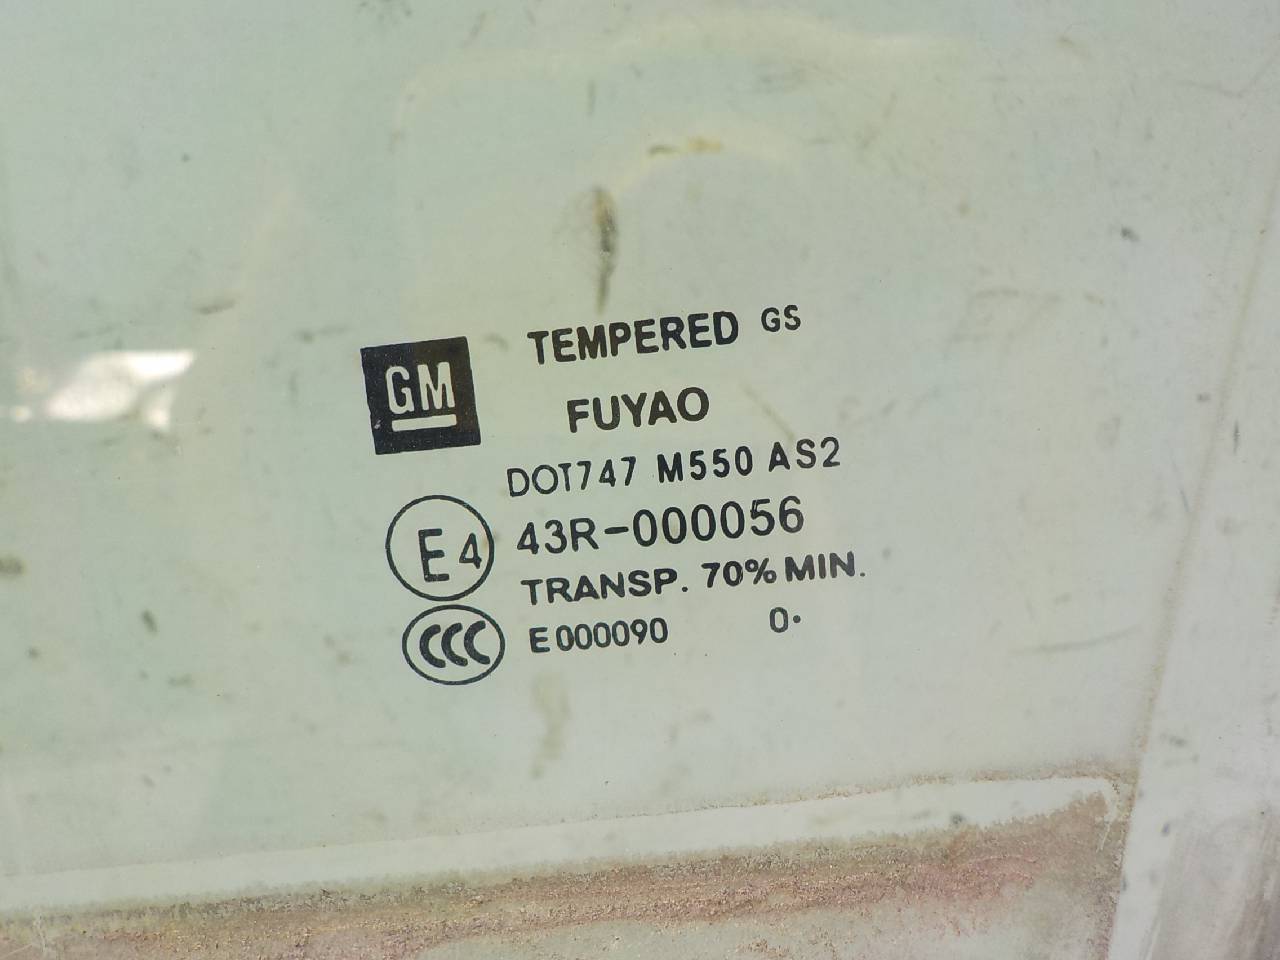 GM
TEMPERED GS
FUYAO
DOT747 M550 AS2
E4 43R-000056
TRANSP. 70% MIN.
CCC E000090 0·